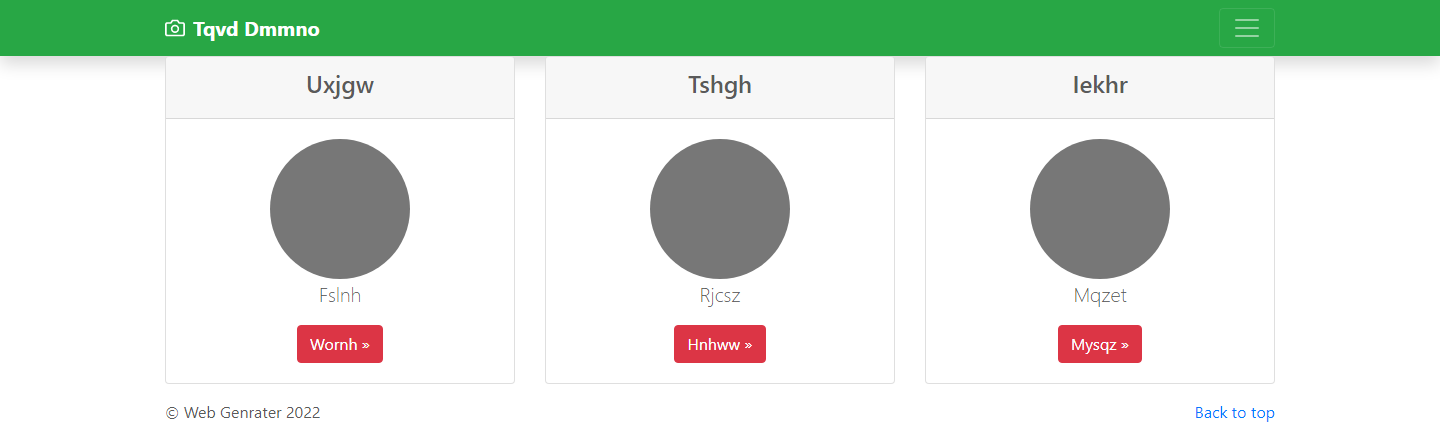 Tqvd Dmmno
Uxjgw
Tshgh
Iekhr
Fslnh
Rjcsz
Mqzet
Wornh »
Hnhww »
Mysqz »
© Web Genrater 2022
Back to top